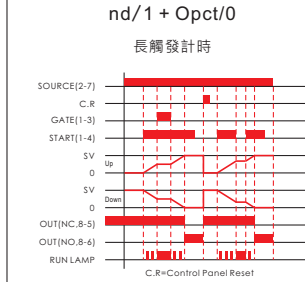 nd/1 + Opct/0
長觸發計時
SOURCE(2-7)
C.R
GATE(1-3)
START(1-4)
SV
Up
0
SV
Down
0
OUT(NC,8-5)
OUT(NO,8-6)
RUN LAMP
C.R=Control Panel Reset